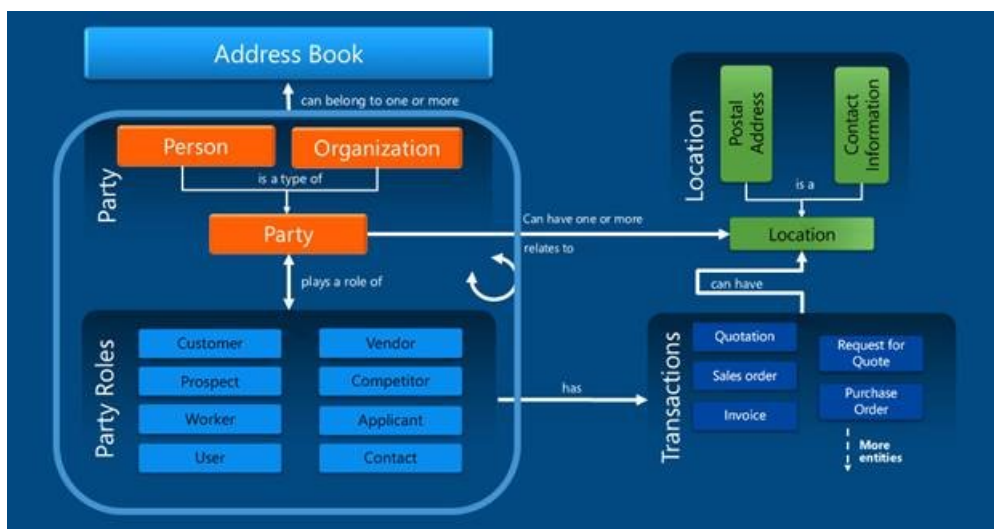 Address Book
can belong to one or more
Person
Organization
is a type of
Party
Party
plays a role of
Can have one or more
relates to
Location
Postal
Address
Contact
Information
is a
Location
can have
Party Roles
Customer
Vendor
Prospect
Competitor
Worker
Applicant
User
Contact
has
Transactions
Quotation
Request for
Quote
Sales order
Purchase
Order
Invoice
More
entities